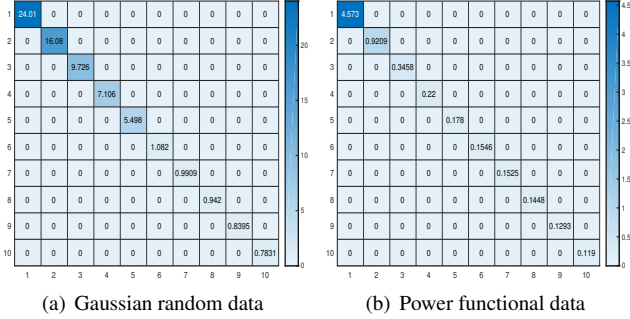 1 24.01 0 0 0 0 0 0 0 0 0
2 0 16.08 0 0 0 0 0 0 0 0
3 0 0 9.726 0 0 0 0 0 0 0
4 0 0 0 7.106 0 0 0 0 0 0
5 0 0 0 0 5.498 0 0 0 0 0
6 0 0 0 0 0 1.082 0 0 0 0
7 0 0 0 0 0 0 0.9909 0 0 0
8 0 0 0 0 0 0 0 0.942 0 0
9 0 0 0 0 0 0 0 0 0.8395 0
10 0 0 0 0 0 0 0 0 0 0.7831
1 2 3 4 5 6 7 8 9 10
20
15
10
5
0
(a) Gaussian random data
1 4.573 0 0 0 0 0 0 0 0 0
2 0 0.9209 0 0 0 0 0 0 0 0
3 0 0 0.3458 0 0 0 0 0 0 0
4 0 0 0 0.22 0 0 0 0 0 0
5 0 0 0 0 0.178 0 0 0 0 0
6 0 0 0 0 0 0.1546 0 0 0 0
7 0 0 0 0 0 0 0.1525 0 0 0
8 0 0 0 0 0 0 0 0.1448 0 0
9 0 0 0 0 0 0 0 0 0.1293 0
10 0 0 0 0 0 0 0 0 0 0.119
1 2 3 4 5 6 7 8 9 10
4.5
4
3.5
3
2.5
2
1.5
1
0.5
0
(b) Power functional data